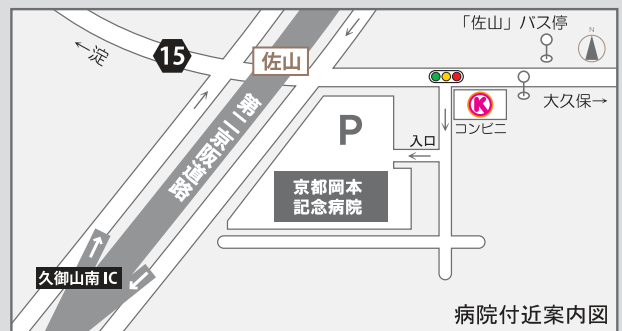 「佐山」バス停
N
←淀
15
佐山
K
コンビニ
大久保→
第二京阪道路
P
入口
京都岡本
記念病院
久御山南IC
病院付近案内図